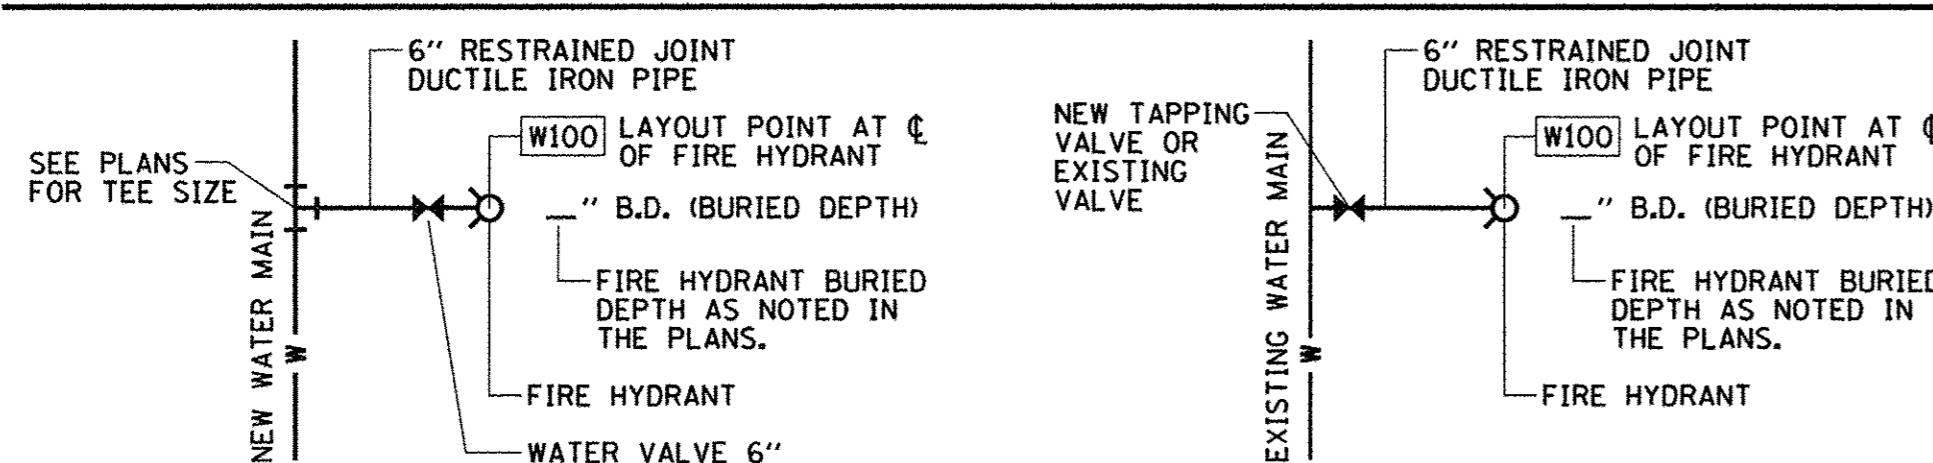 6" RESTRAINED JOINT
DUCTILE IRON PIPE
W100 LAYOUT POINT AT ℄
OF FIRE HYDRANT
SEE PLANS
FOR TEE SIZE
__" B.D. (BURIED DEPTH)
FIRE HYDRANT BURIED
DEPTH AS NOTED IN
THE PLANS.
NEW WATER MAIN
W
FIRE HYDRANT
WATER VALVE 6"
6" RESTRAINED JOINT
DUCTILE IRON PIPE
NEW TAPPING
VALVE OR
EXISTING
VALVE
W100 LAYOUT POINT AT ℄
OF FIRE HYDRANT
__" B.D. (BURIED DEPTH)
FIRE HYDRANT BURIED
DEPTH AS NOTED IN
THE PLANS.
EXISTING WATER MAIN
W
FIRE HYDRANT